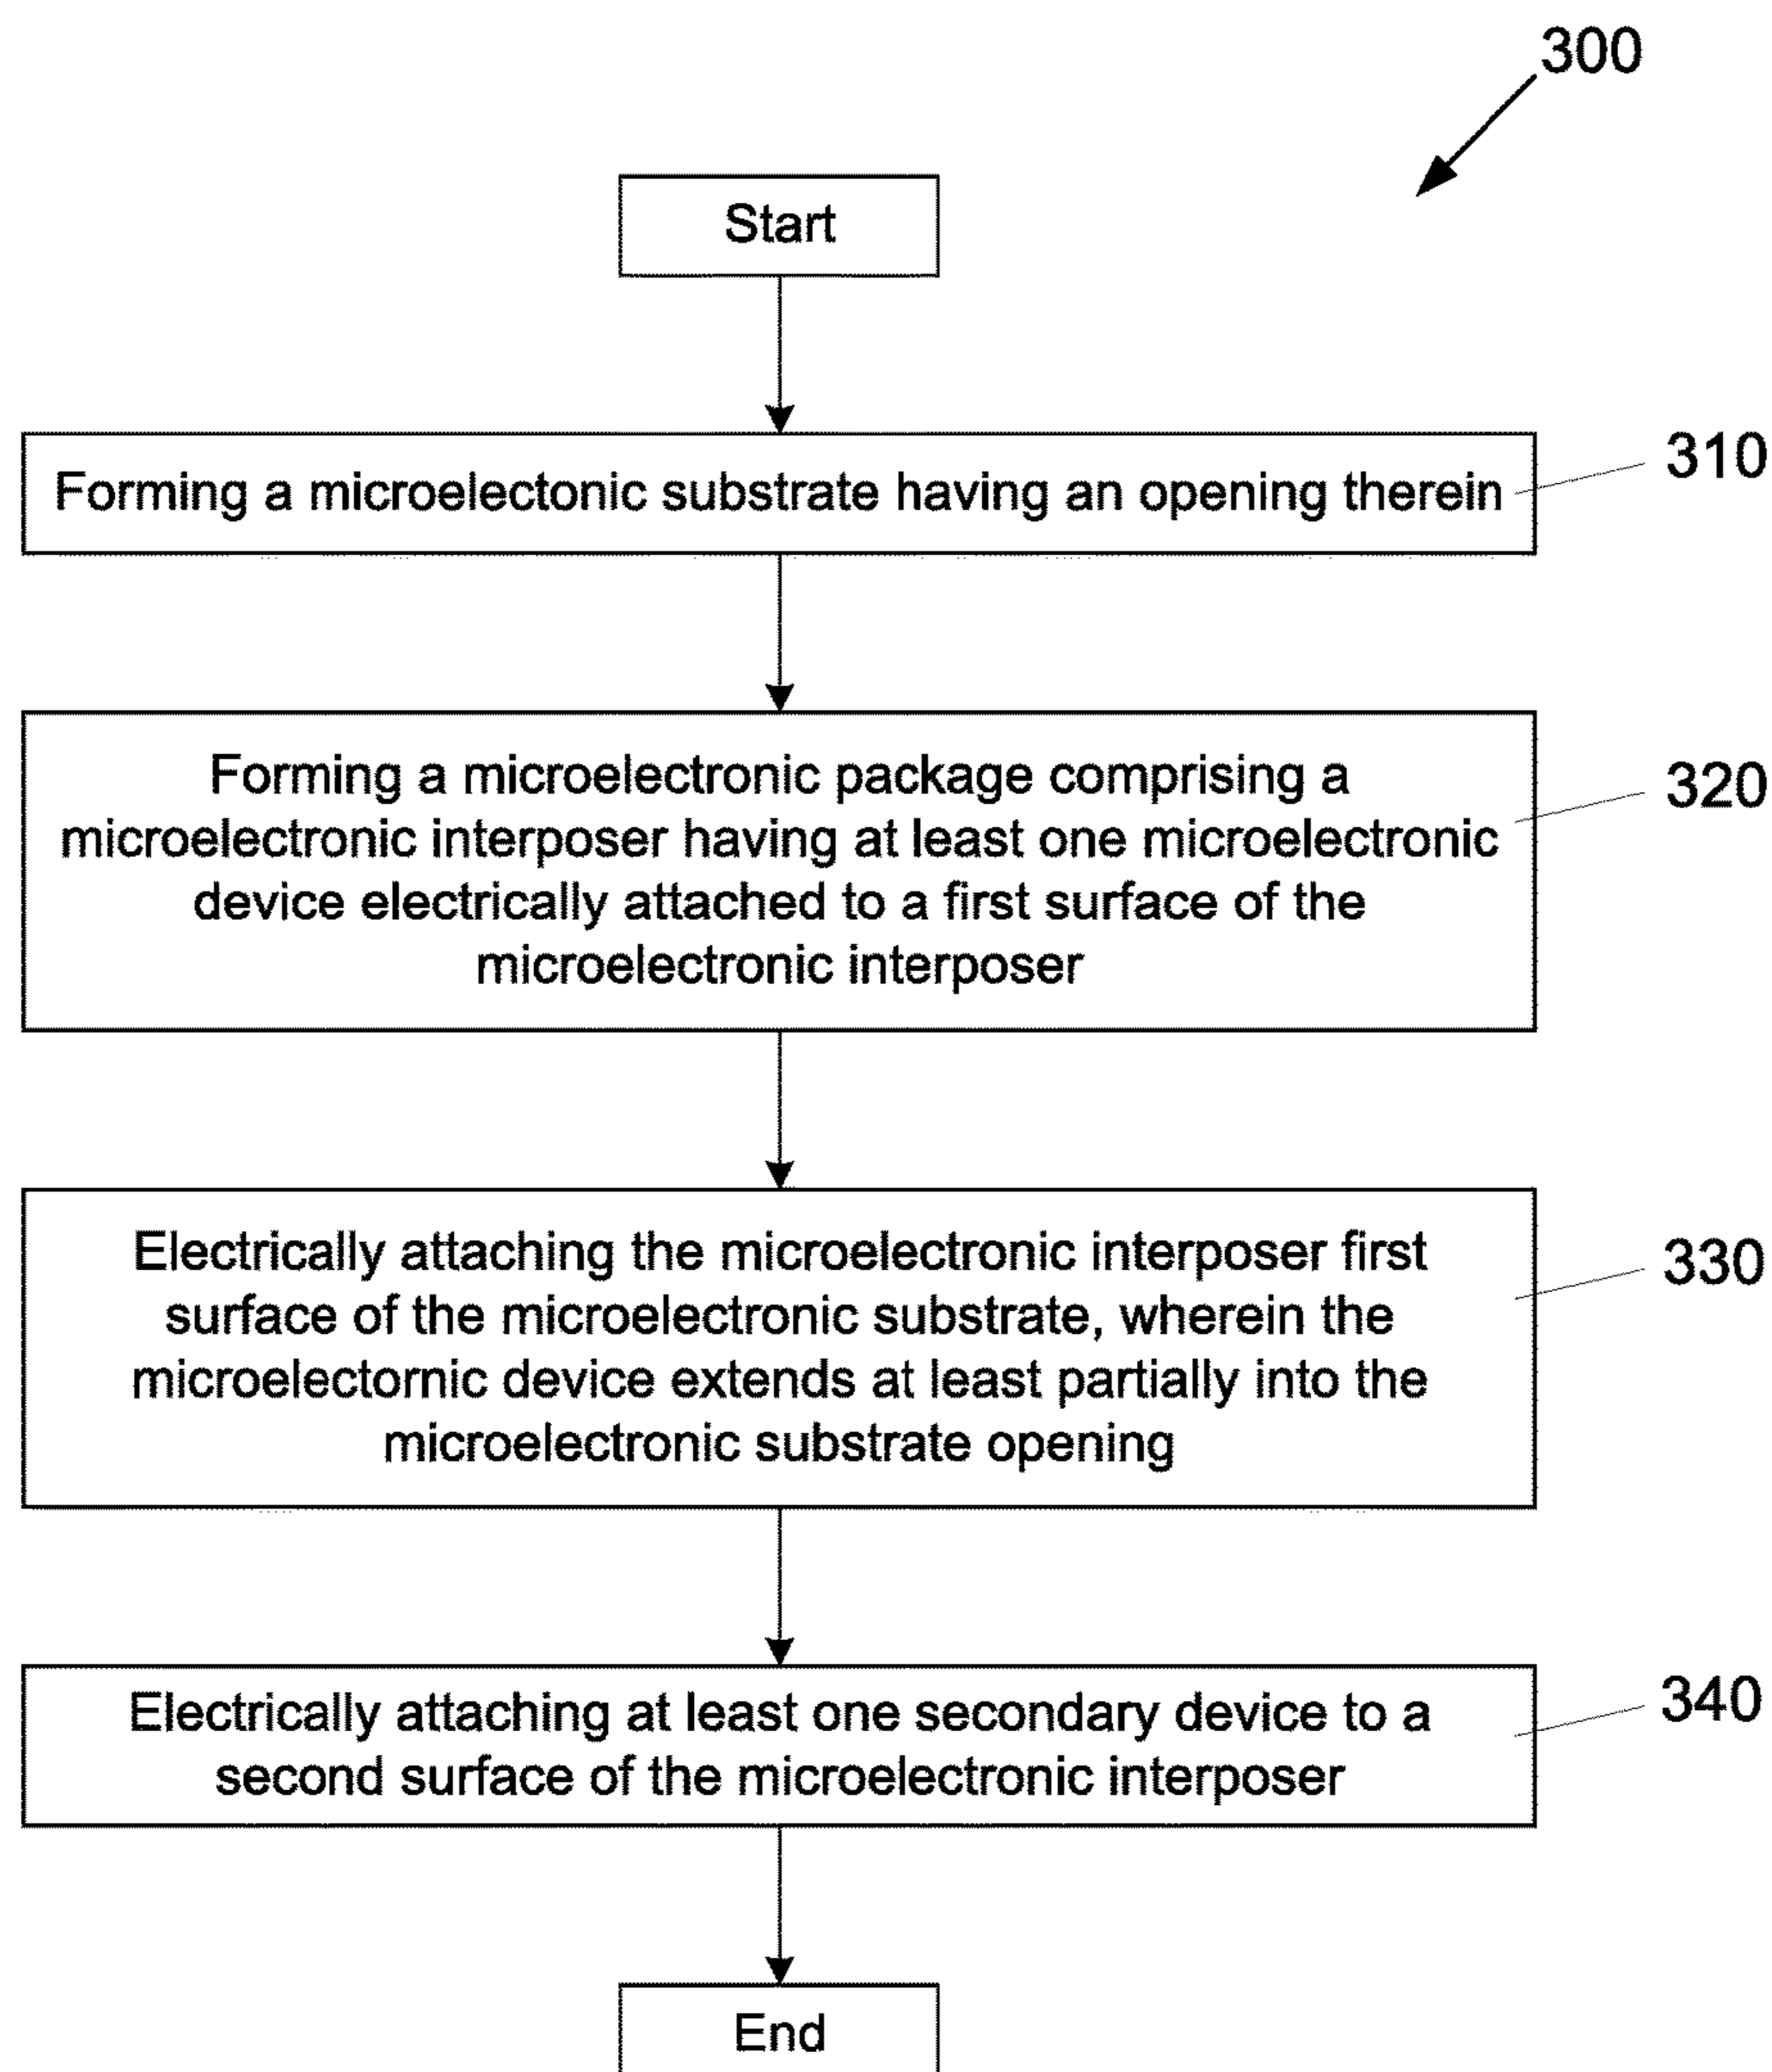 300
Start
Forming a microelectonic substrate having an opening therein
310
Forming a microelectronic package comprising a
microelectronic interposer having at least one microelectronic
device electrically attached to a first surface of the
microelectronic interposer
320
Electrically attaching the microelectronic interposer first
surface of the microelectronic substrate, wherein the
microelectornic device extends at least partially into the
microelectronic substrate opening
330
Electrically attaching at least one secondary device to a
second surface of the microelectronic interposer
340
End